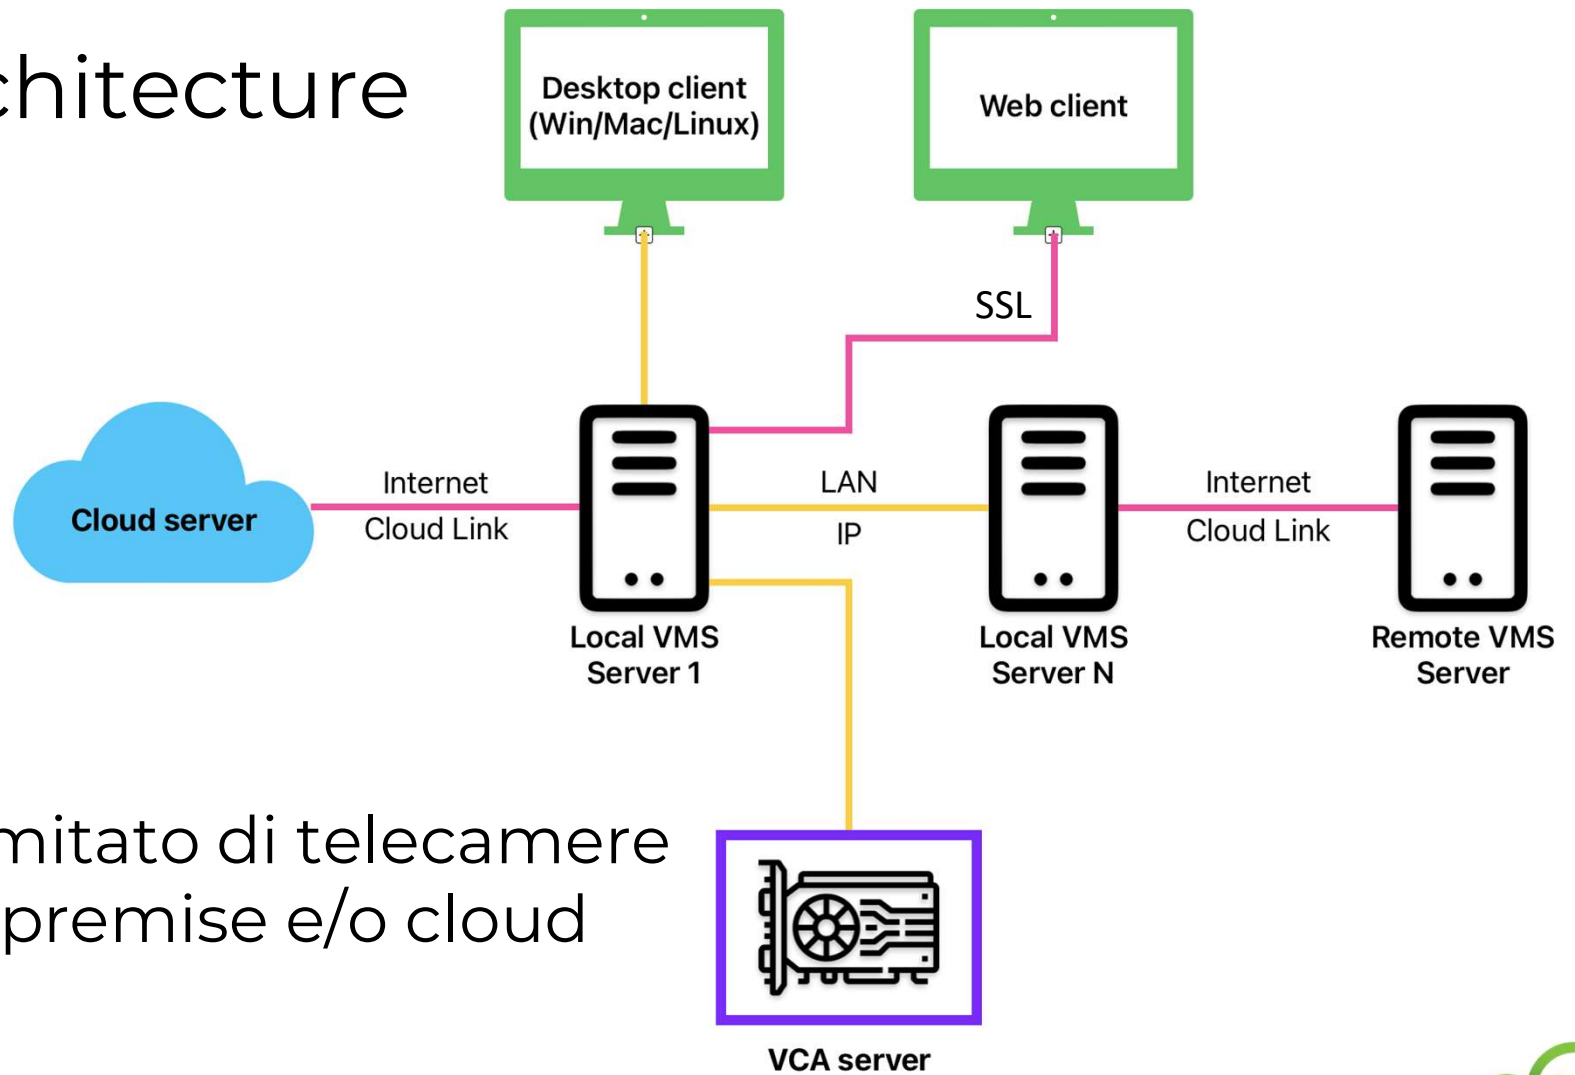 chitecture
Desktop client
(Win/Mac/Linux)
Web client
SSL
Cloud server
Internet
Cloud Link
LAN
IP
Internet
Cloud Link
Local VMS
Server 1
Local VMS
Server N
Remote VMS
Server
mitato di telecamere
premise e/o cloud
VCA server